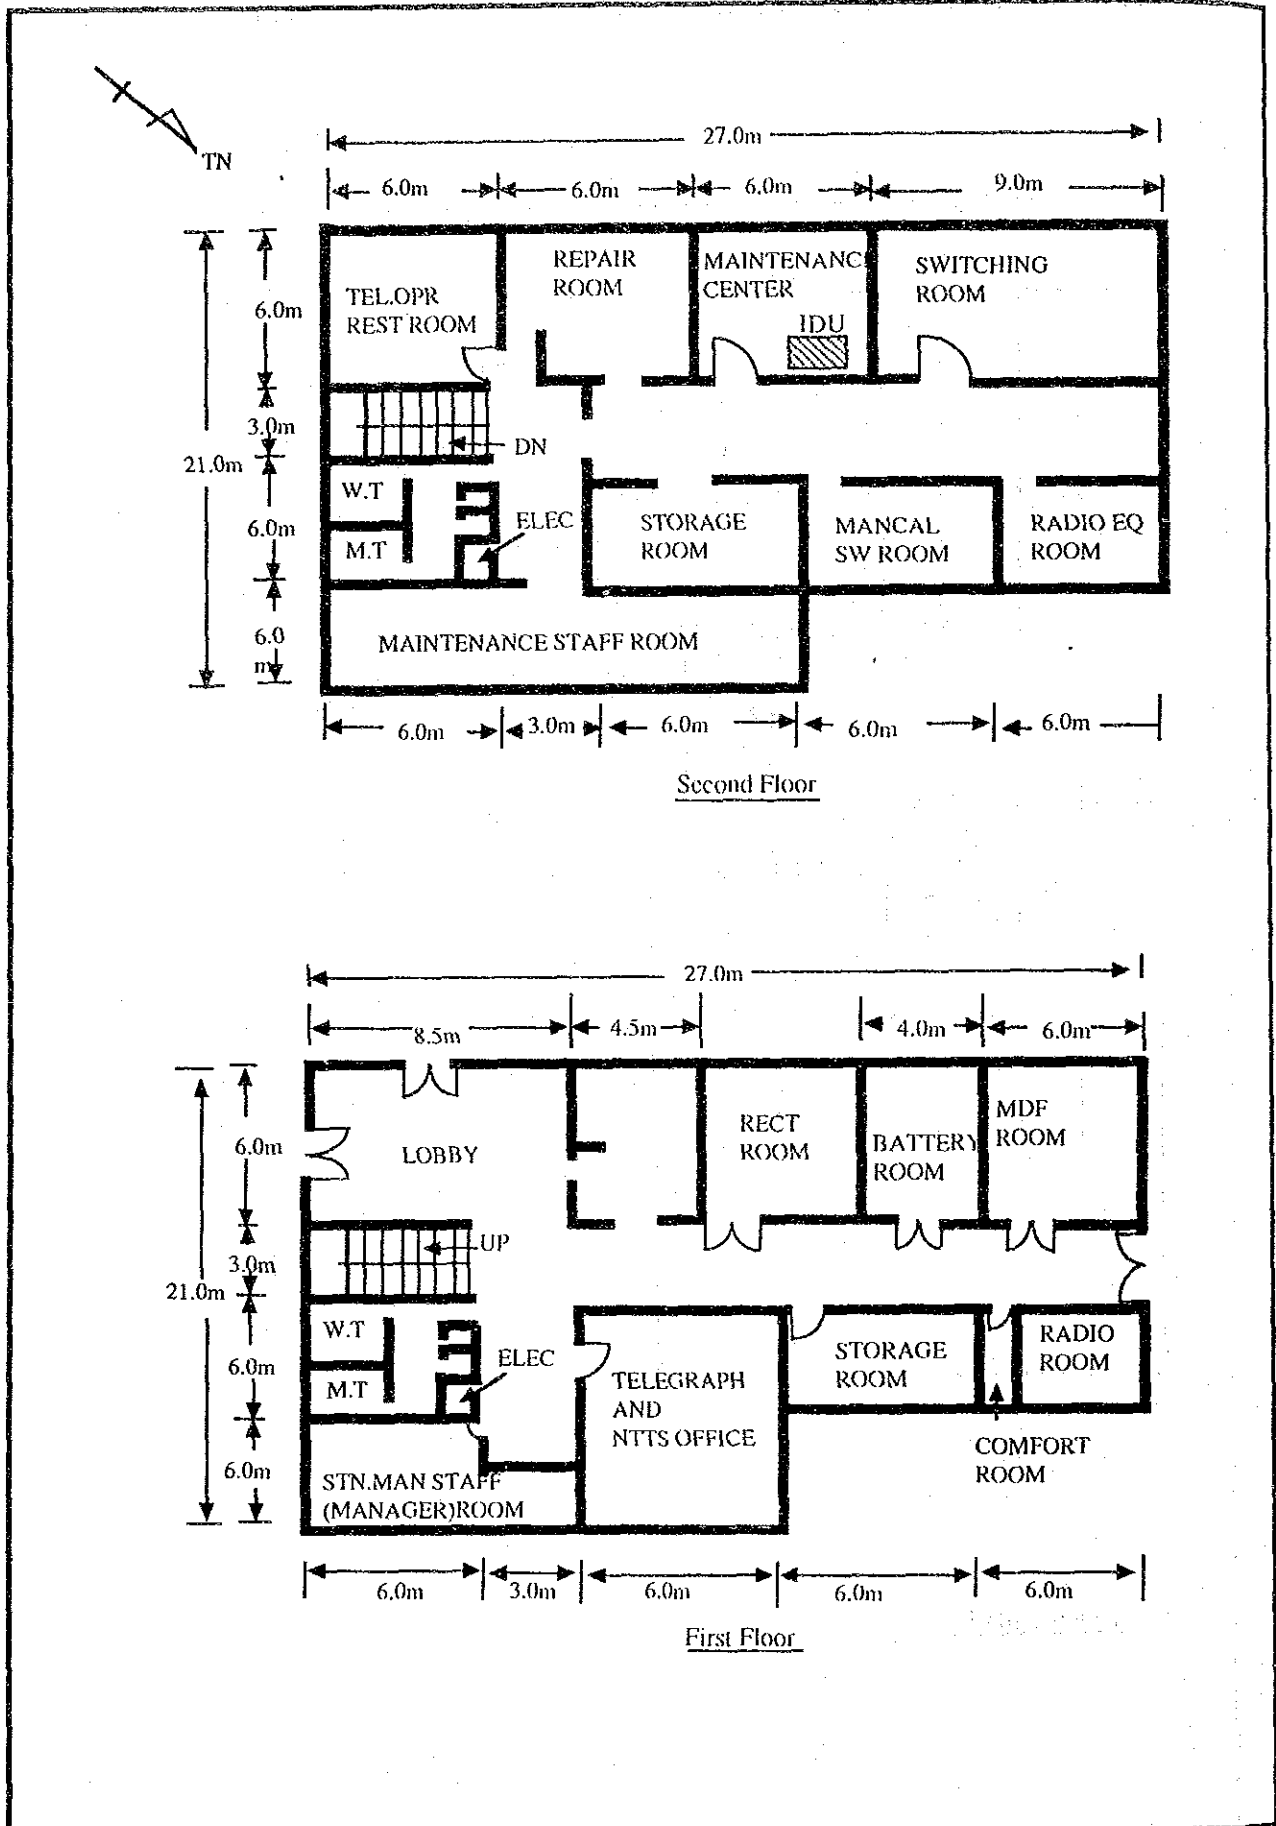 TN
27.0m
6.0m
6.0m
6.0m
9.0m
REPAIR
ROOM
MAINTENANC
CENTER
SWITCHING
ROOM
TEL.OPR
REST ROOM
IDU
6.0m
3.0m
21.0m
DN
W.T
6.0m
M.T
ELEC
STORAGE
ROOM
MANCAL
SW ROOM
RADIO EQ
ROOM
6.0
m
MAINTENANCE STAFF ROOM
6.0m
3.0m
6.0m
6.0m
6.0m
Second Floor
27.0m
8.5m
4.5m
4.0m
6.0m
6.0m
LOBBY
RECT
ROOM
BATTERY
ROOM
MDF
ROOM
UP
3.0m
21.0m
W.T
6.0m
M.T
ELEC
TELEGRAPH
AND
NTTS OFFICE
STORAGE
ROOM
RADIO
ROOM
COMFORT
ROOM
6.0m
STN.MAN STAFF
(MANAGER)ROOM
6.0m
3.0m
6.0m
6.0m
6.0m
First Floor